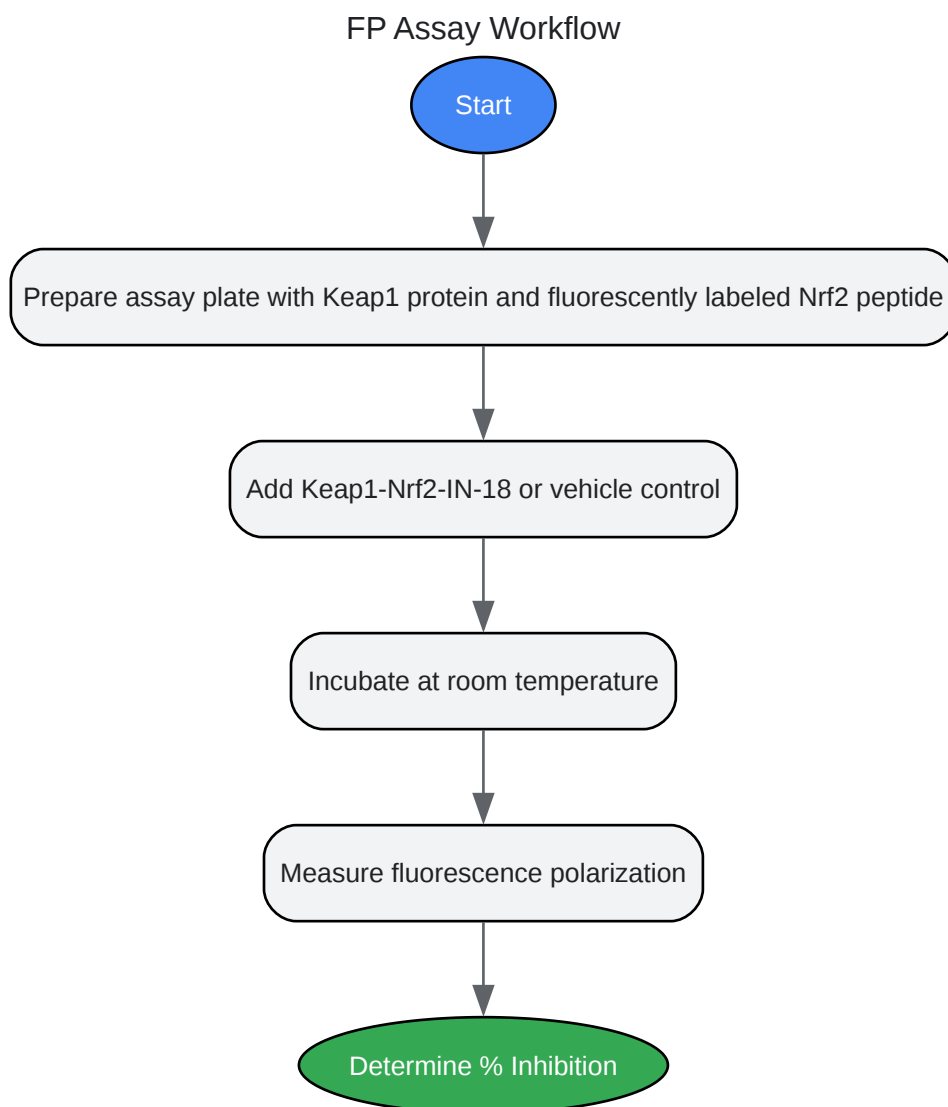 FP Assay Workflow
Start
Prepare assay plate with Keap1 protein and fluorescently labeled Nrf2 peptide
Add Keap1-Nrf2-IN-18 or vehicle control
Incubate at room temperature
Measure fluorescence polarization
Determine % Inhibition